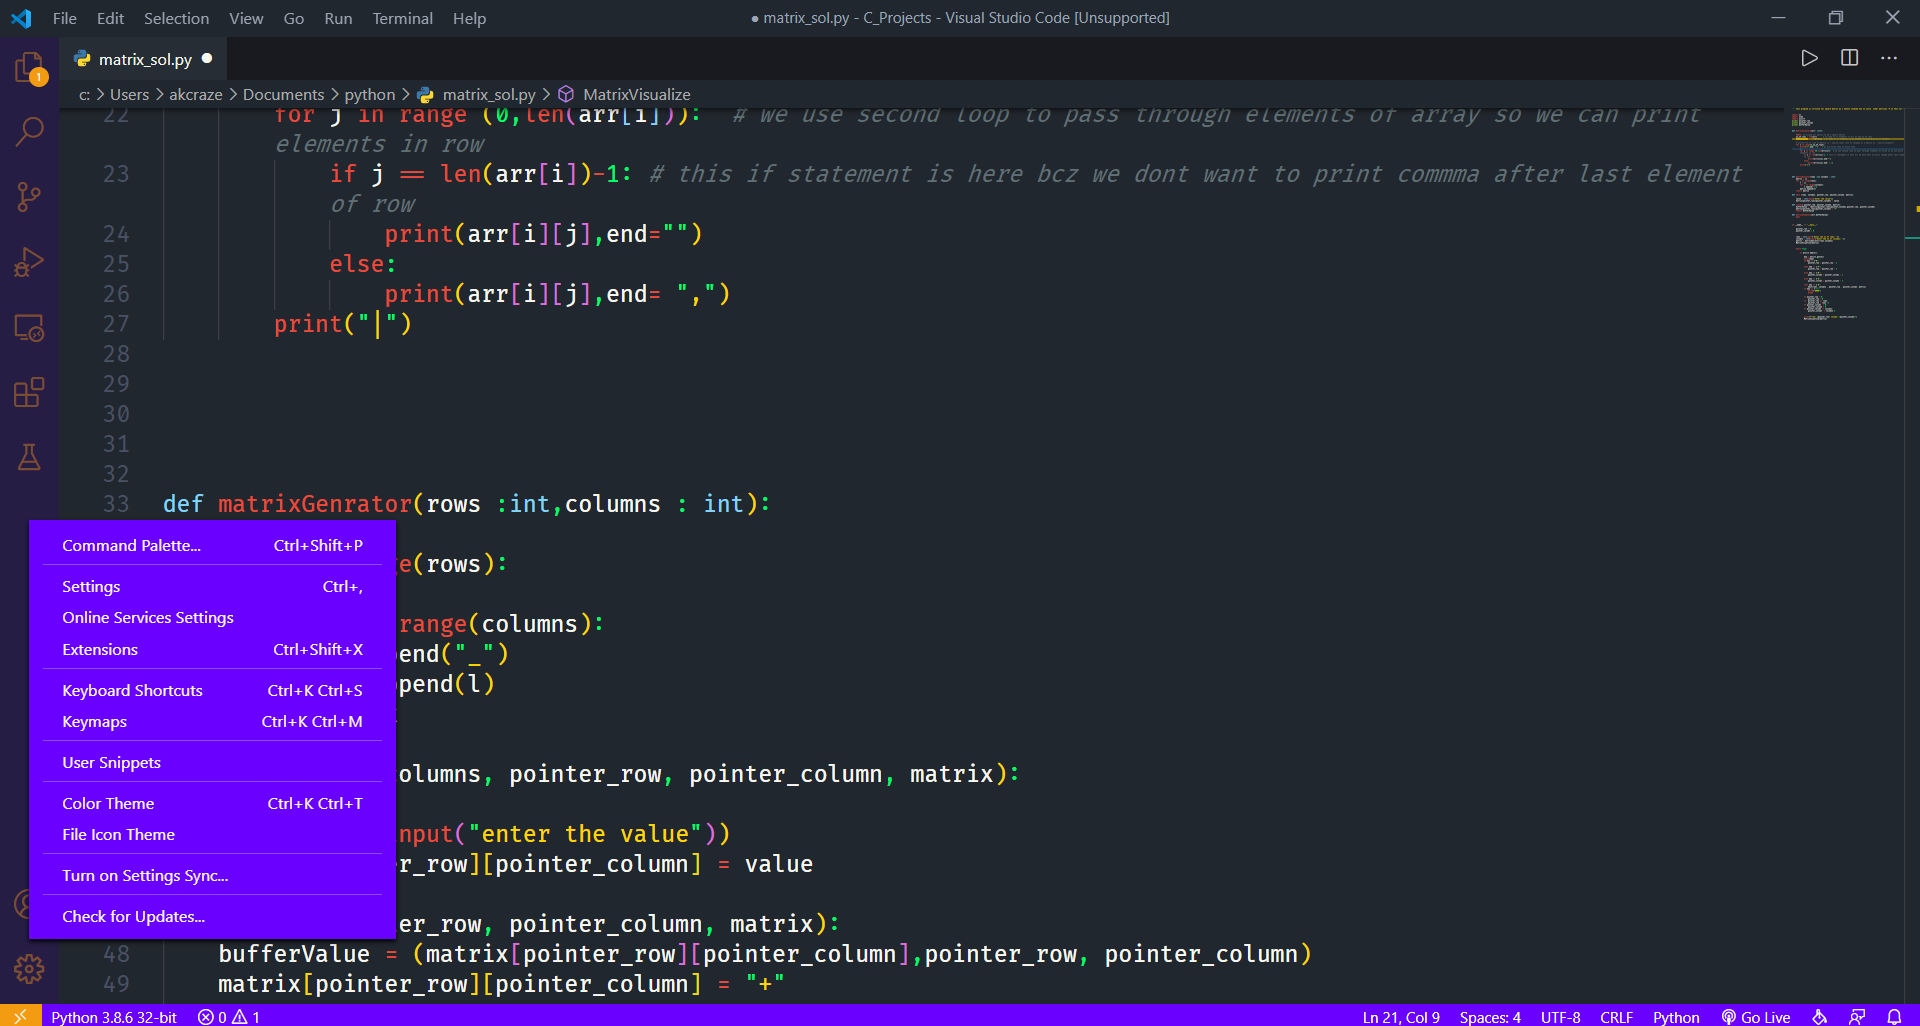 File Edit Selection View Go Run Terminal Help
● matrix_sol.py - C_Projects - Visual Studio Code [Unsupported]
matrix_sol.py
1
c: > Users > akcraze > Documents > python > matrix_sol.py > MatrixVisualize
22 for j in range (0,len(arr[i])): # we use second loop to pass through elements of array so we can print
elements in row
23 if j == len(arr[i])-1: # this if statement is here bcz we dont want to print commma after last element
of row
24 print(arr[i][j],end="")
25 else:
26 print(arr[i][j],end= ",")
27 print("|")
28
29
30
31
32
33 def matrixGenrator(rows :int,columns : int):
Command Palette... Ctrl+Shift+P
e(rows):
Settings Ctrl+,
Online Services Settings
range(columns):
Extensions Ctrl+Shift+X
end("_")
pend(l)
Keyboard Shortcuts Ctrl+K Ctrl+S
Keymaps Ctrl+K Ctrl+M
User Snippets
olumns, pointer_row, pointer_column, matrix):
Color Theme Ctrl+K Ctrl+T
File Icon Theme
nput("enter the value"))
r_row][pointer_column] = value
Turn on Settings Sync...
Check for Updates...
er_row, pointer_column, matrix):
48 bufferValue = (matrix[pointer_row][pointer_column],pointer_row, pointer_column)
49 matrix[pointer_row][pointer_column] = "+"
Python 3.8.6 32-bit 0 1 Ln 21, Col 9 Spaces: 4 UTF-8 CRLF Python Go Live